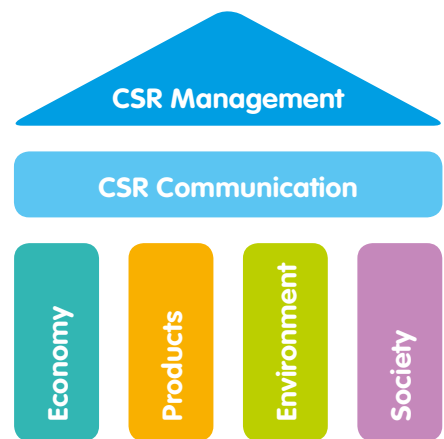 CSR Management
CSR Communication
Economy
Products
Environment
Society